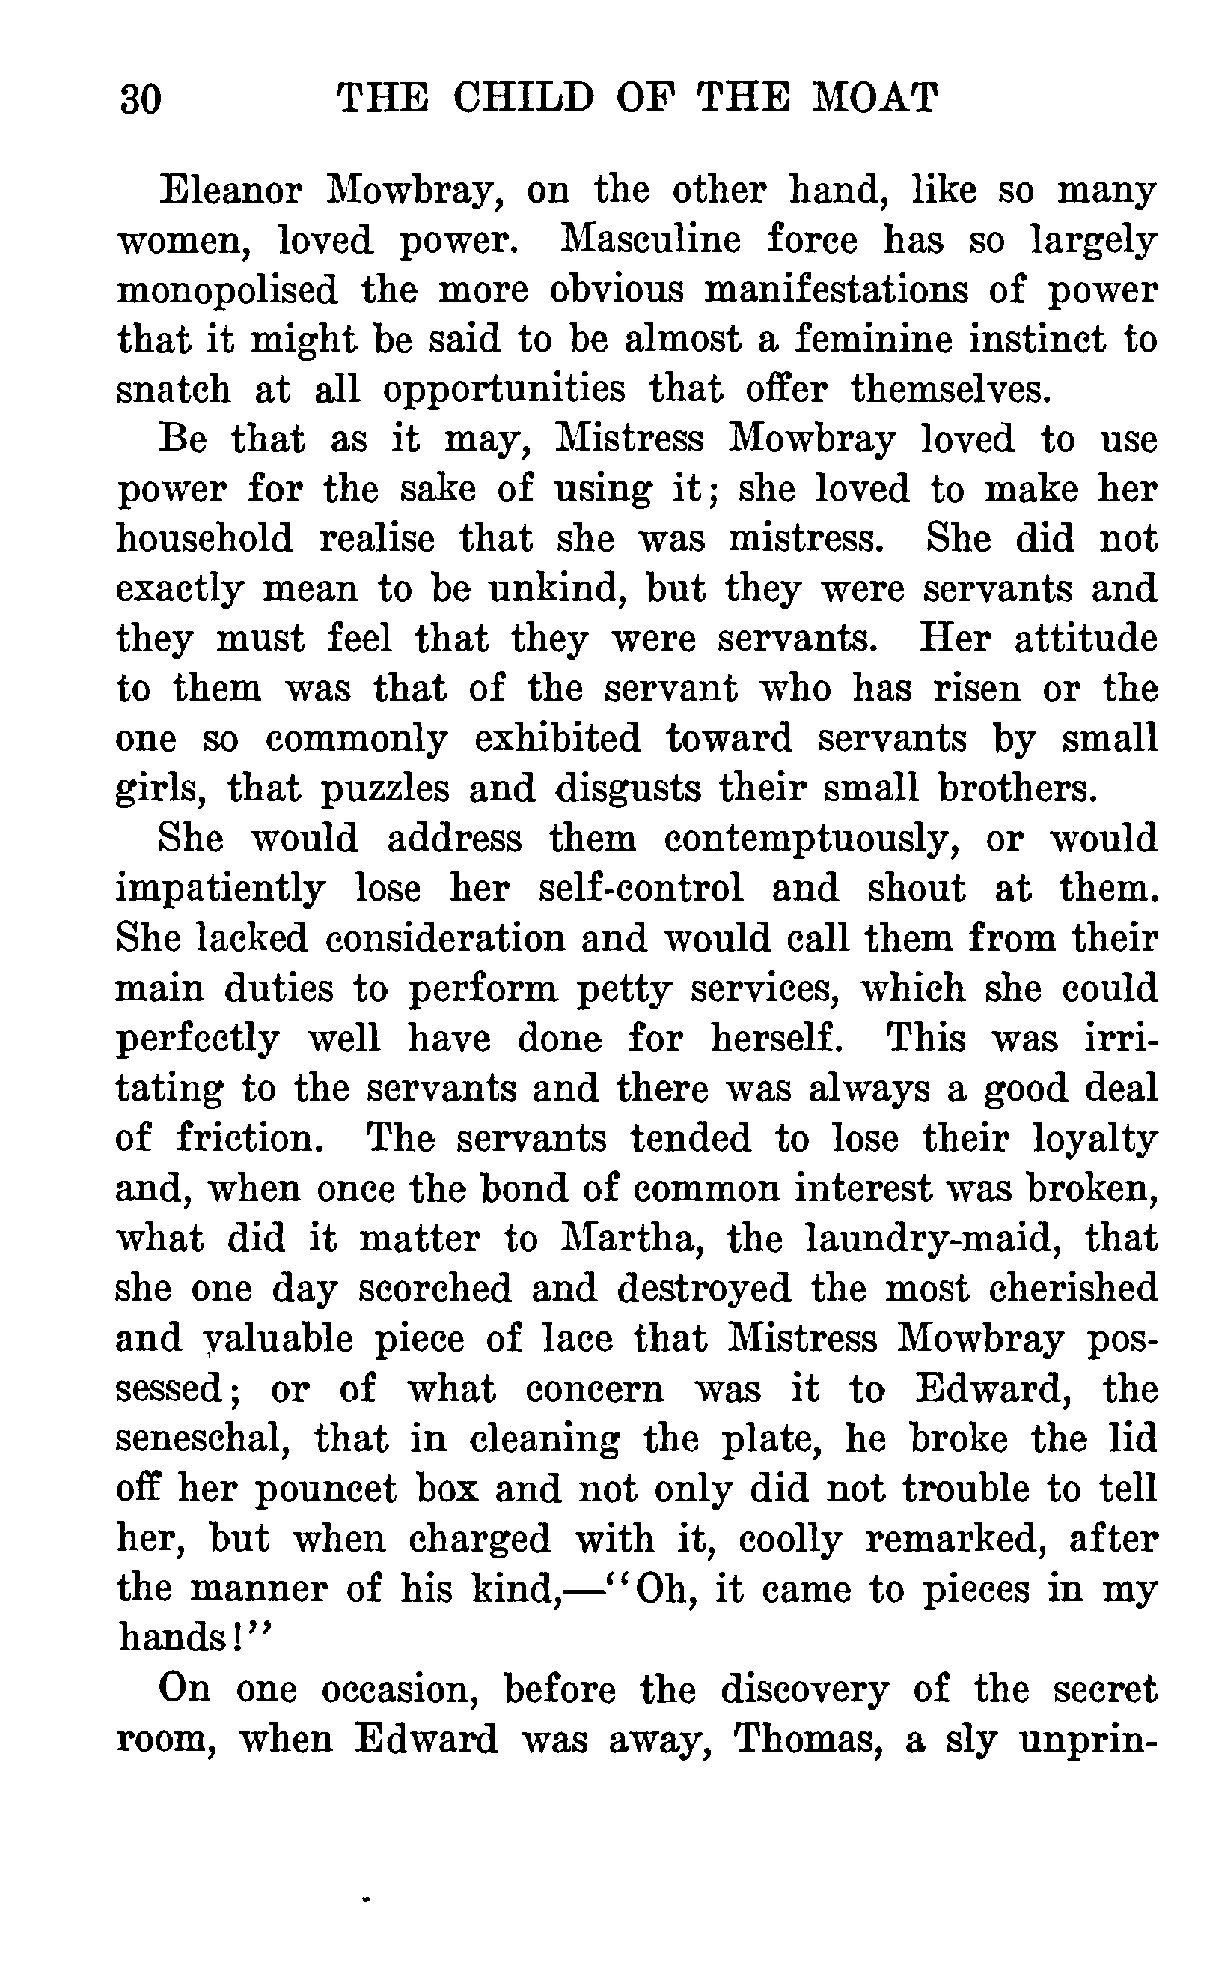 30 THE CHILD OF THE MOAT
Eleanor Mowbray, on the other hand, like so many
women, loved power. Masculine force has so largely
monopolised the more obvious manifestations of power
that it might be said to be almost a feminine instinct to
snatch at all opportunities that offer themselves.
Be that as it may, Mistress Mowbray loved to use
power for the sake of using it; she loved to make her
household realise that she was mistress. She did not
exactly mean to be unkind, but they were servants and
they must feel that they were servants. Her attitude
to them was that of the servant who has risen or the
one so commonly exhibited toward servants by small
girls, that puzzles and disgusts their small brothers.
She would address them contemptuously, or would
impatiently lose her self-control and shout at them.
She lacked consideration and would call them from their
main duties to perform petty services, which she could
perfectly well have done for herself. This was irri-
tating to the servants and there was always a good deal
of friction. The servants tended to lose their loyalty
and, when once the bond of common interest was broken,
what did it matter to Martha, the laundry-maid, that
she one day scorched and destroyed the most cherished
and valuable piece of lace that Mistress Mowbray pos-
sessed; or of what concern was it to Edward, the
seneschal, that in cleaning the plate, he broke the lid
off her pouncet box and not only did not trouble to tell
her, but when charged with it, coolly remarked, after
the manner of his kind,—“Oh, it came to pieces in my
hands!”
On one occasion, before the discovery of the secret
room, when Edward was away, Thomas, a sly unprin-